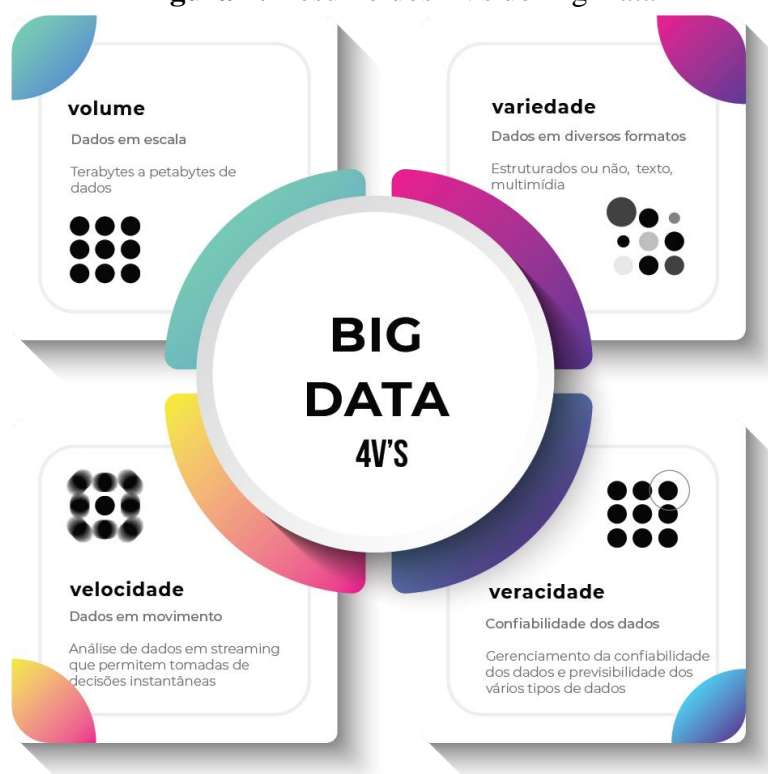 volume
Dados em escala
Terabytes a petabytes de
dados
variedade
Dados em diversos formatos
Estruturados ou não, texto,
multimídia
BIG
DATA
4V'S
velocidade
Dados em movimento
Análise de dados em streaming
que permitem tomadas de
decisões instantâneas
veracidade
Confiabilidade dos dados
Gerenciamento da confiabilidade
dos dados e previsibilidade dos
vários tipos de dados